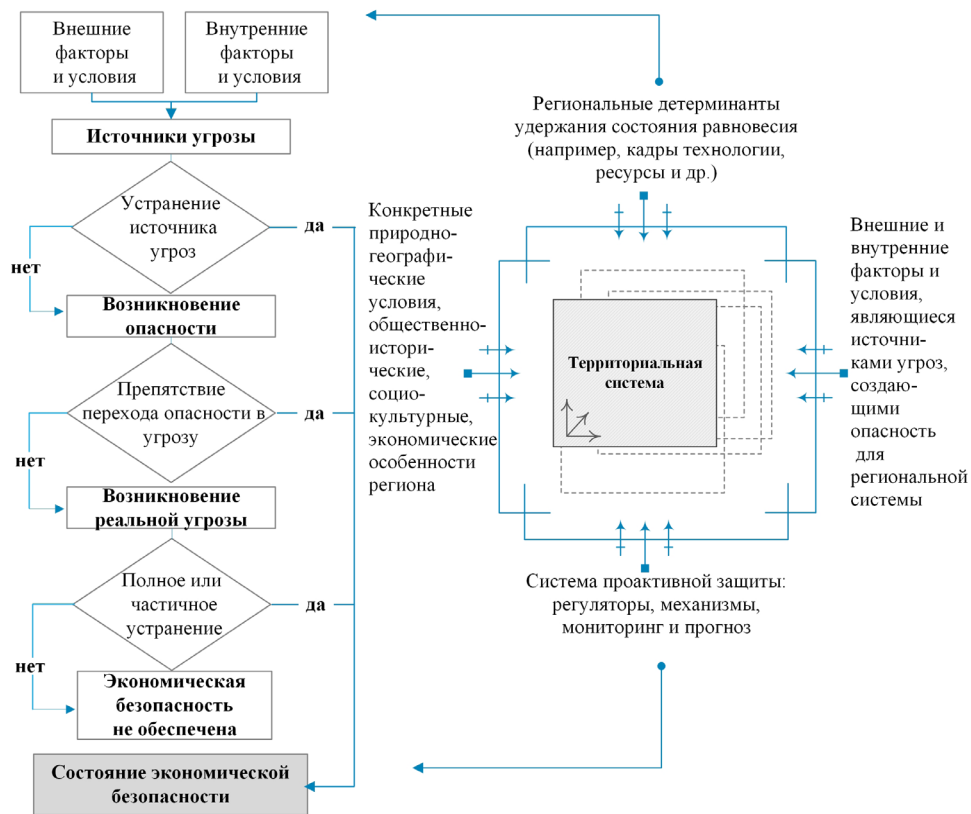 Внешние
факторы
и условия
Внутренние
факторы
и условия
Источники угрозы
Устранение
источника
угроз
да
нет
Возникновение
опасности
Препятствие
перехода опасности в
угрозу
да
нет
Возникновение
реальной угрозы
Полное или
частичное
устранение
да
нет
Экономическая
безопасность
не обеспечена
Состояние экономической
безопасности
Региональные детерминанты
удержания состояния равновесия
(например, кадры технологии,
ресурсы и др.)
Конкретные
природно-
географи-
ческие
условия,
общественно-
истори-
ческие,
социо-
культурные,
экономические
особенности
региона
Территориальная
система
Внешние и
внутренние
факторы и
условия,
являющиеся
источни-
ками угроз,
создаю-
щими
опасность
для
региональной
системы
Система проактивной защиты:
регуляторы, механизмы,
мониторинг и прогноз